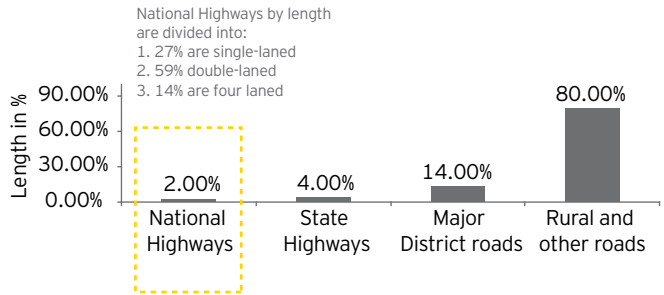 National Highways by length
are divided into:
1. 27% are single-laned
2. 59% double-laned
3. 14% are four laned
Length in %
90.00%
60.00%
30.00%
0.00%
2.00%
4.00%
14.00%
80.00%
National
Highways
State
Highways
Major
District roads
Rural and
other roads